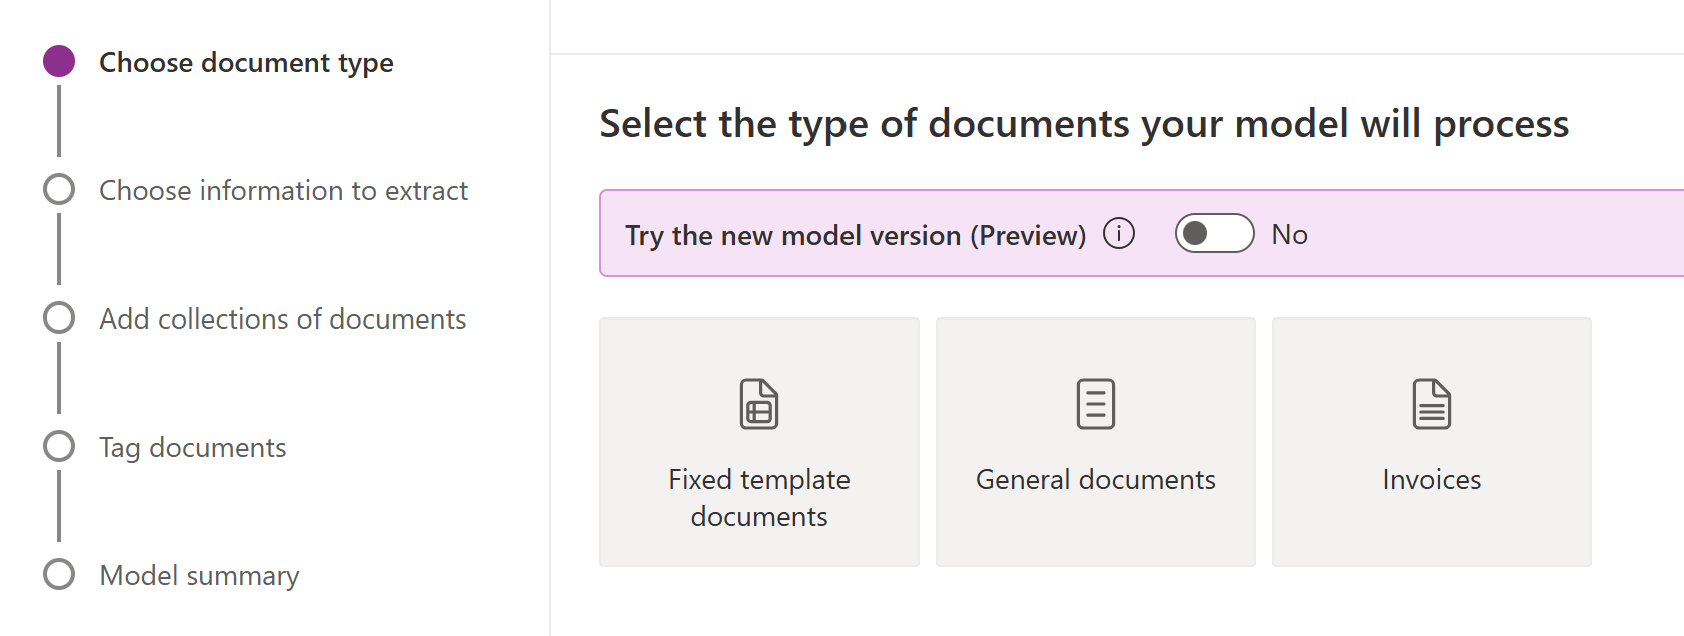 Choose document type
Choose information to extract
Add collections of documents
Tag documents
Model summary
Select the type of documents your model will process
Try the new model version (Preview) No
Fixed template
documents
General documents
Invoices